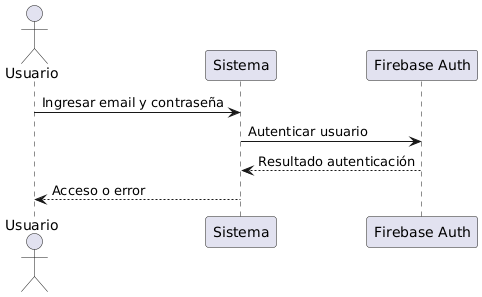 Usuario
Sistema
Firebase Auth
Ingresar email y contraseña
Autenticar usuario
Resultado autenticación
Acceso o error
Usuario
Sistema
Firebase Auth